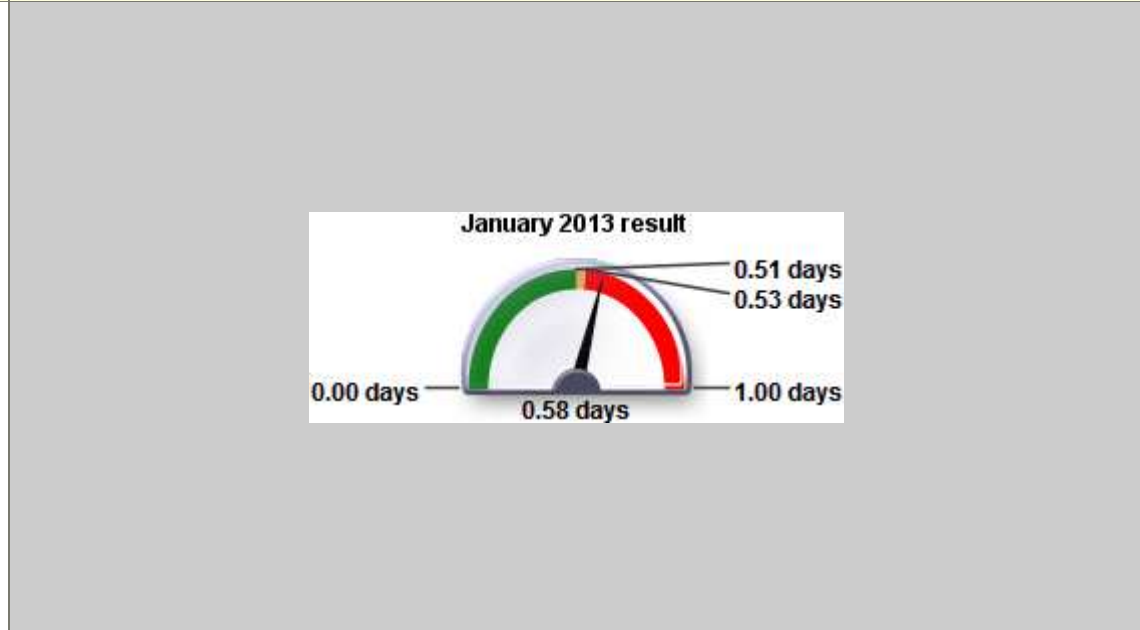 January 2013 result
0.51 days
0.53 days
0.00 days
1.00 days
0.58 days